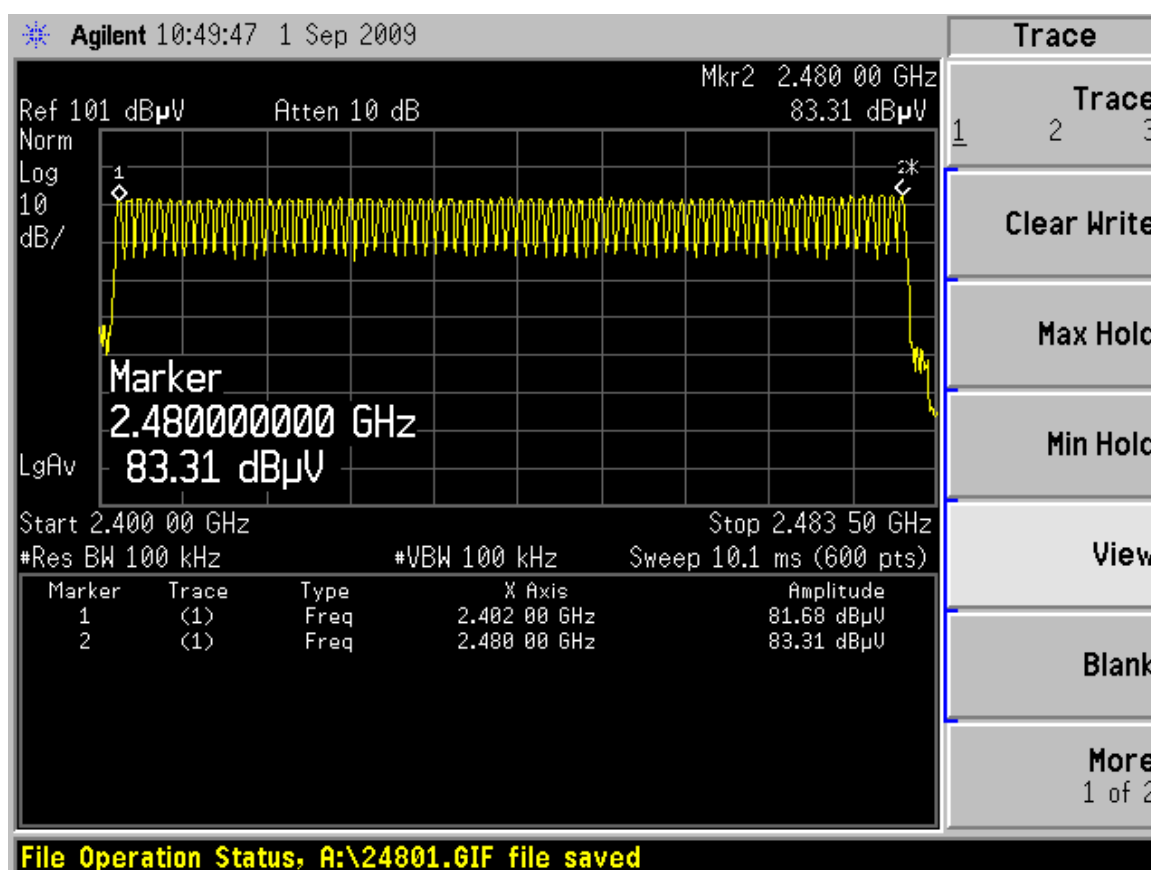 Agilent 10:49:47 1 Sep 2009
Trace
Mkr2 2.480 00 GHz
Ref 101 dBµV Atten 10 dB 83.31 dBµV
Norm
Log
10
dB/
1
2*
Marker
2.480000000 GHz
83.31 dBµV
LgAv
Start 2.400 00 GHz Stop 2.483 50 GHz
#Res BW 100 kHz #VBW 100 kHz Sweep 10.1 ms (600 pts)
Marker Trace Type X Axis Amplitude
1 (1) Freq 2.402 00 GHz 81.68 dBµV
2 (1) Freq 2.480 00 GHz 83.31 dBµV
Trace
1 2 3
Clear Write
Max Hold
Min Hold
View
Blank
More
1 of 2
File Operation Status, A:\24801.GIF file saved